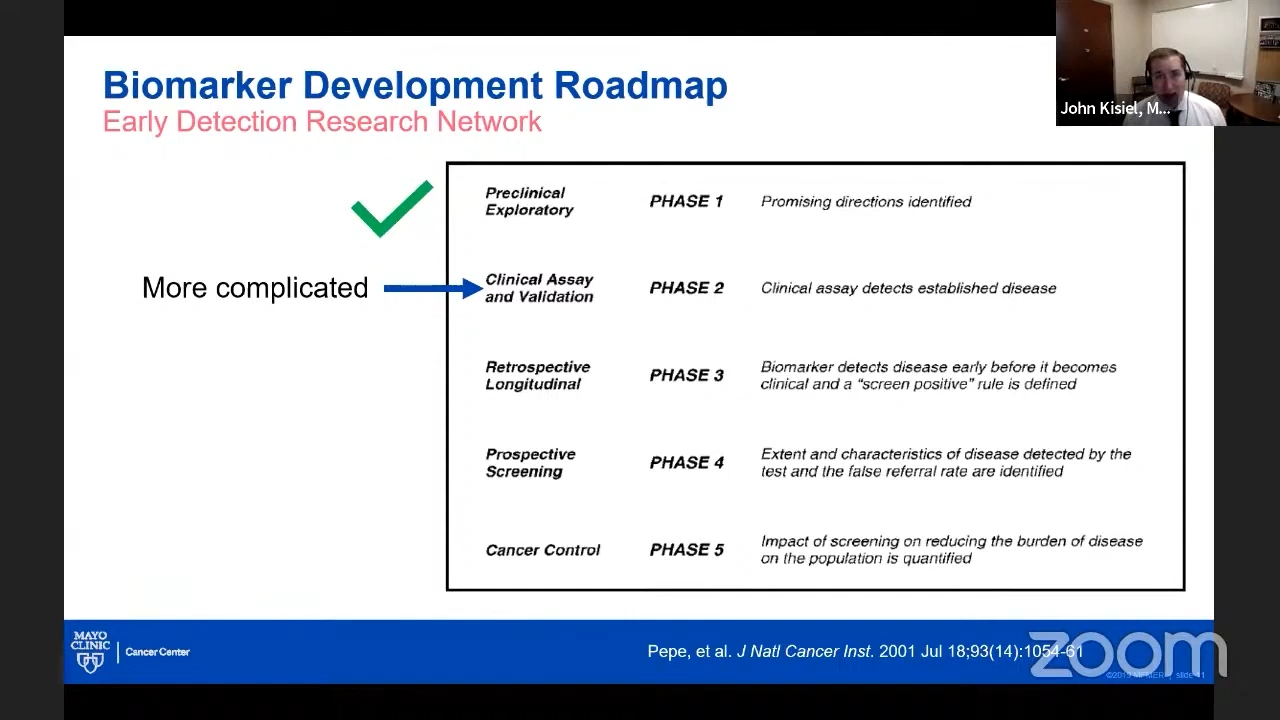 Biomarker Development Roadmap
Early Detection Research Network
John Kisiel, M...
Preclinical
Exploratory
PHASE 1
Promising directions identified
More complicated
Clinical Assay
and Validation
PHASE 2
Clinical assay detects established disease
Retrospective
Longitudinal
PHASE 3
Biomarker detects disease early before it becomes
clinical and a “screen positive” rule is defined
Prospective
Screening
PHASE 4
Extent and characteristics of disease detected by the
test and the false referral rate are identified
Cancer Control
PHASE 5
Impact of screening on reducing the burden of disease
on the population is quantified
MAYO
CLINIC
Cancer Center
Pepe, et al. J Natl Cancer Inst. 2001 Jul 18;93(14):1054-61
zoom